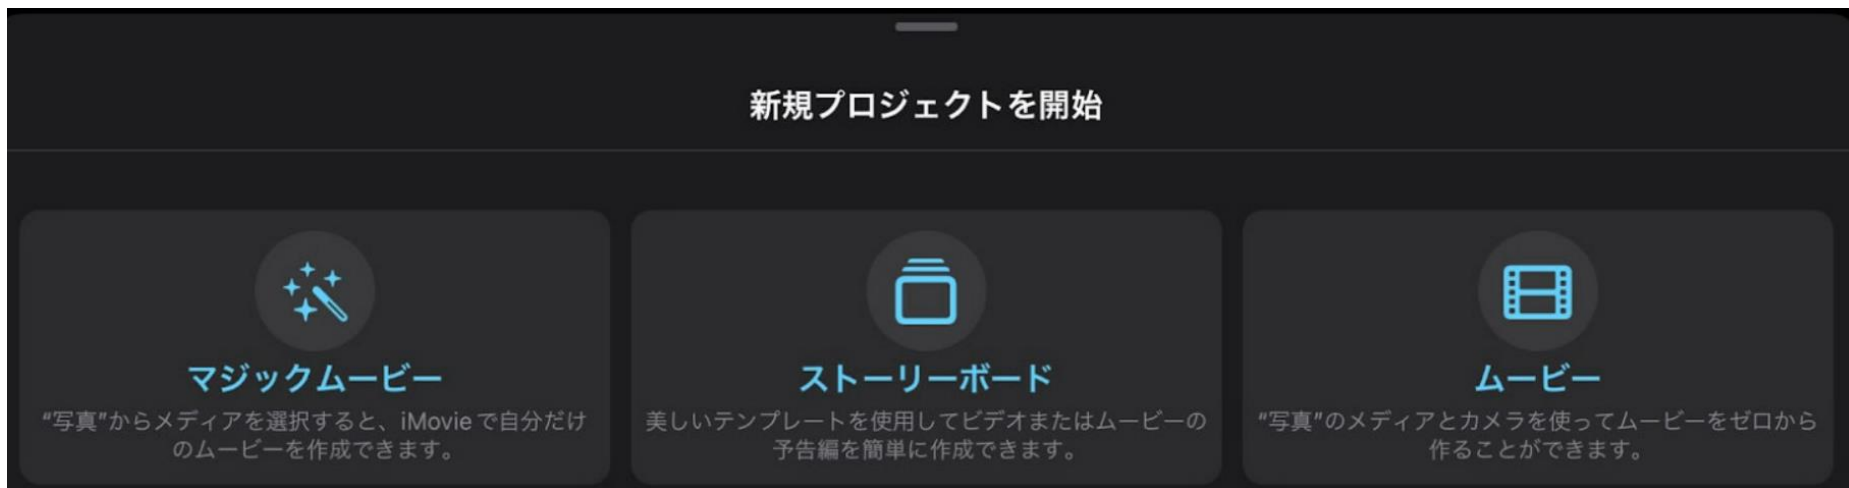 新規プロジェクトを開始
マジックムービー
“写真”からメディアを選択すると、iMovieで自分だけ
のムービーを作成できます。
ストーリーボード
美しいテンプレートを使用してビデオまたはムービーの
予告編を簡単に作成できます。
ムービー
“写真”のメディアとカメラを使ってムービーをゼロから
作ることができます。